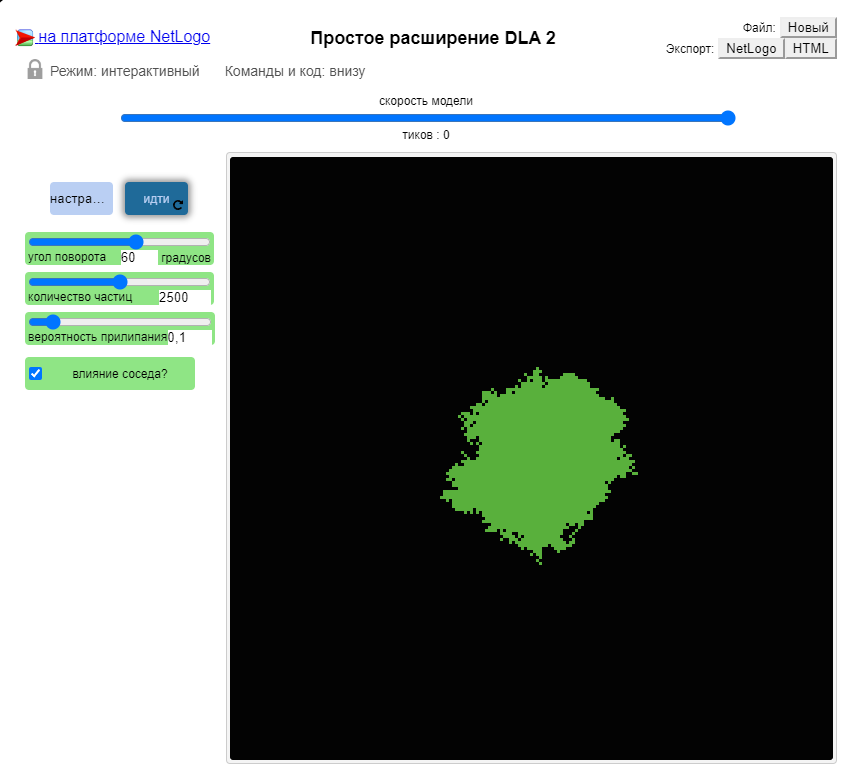 на платформе NetLogo
Простое расширение DLA 2
Файл: Новый
Экспорт: NetLogo HTML
Режим: интерактивный
Команды и код: внизу
скорость модели
тиков : 0
настра...
идти
угол поворота 60 градусов
количество частиц 2500
вероятность прилипания 0,1
влияние соседа?